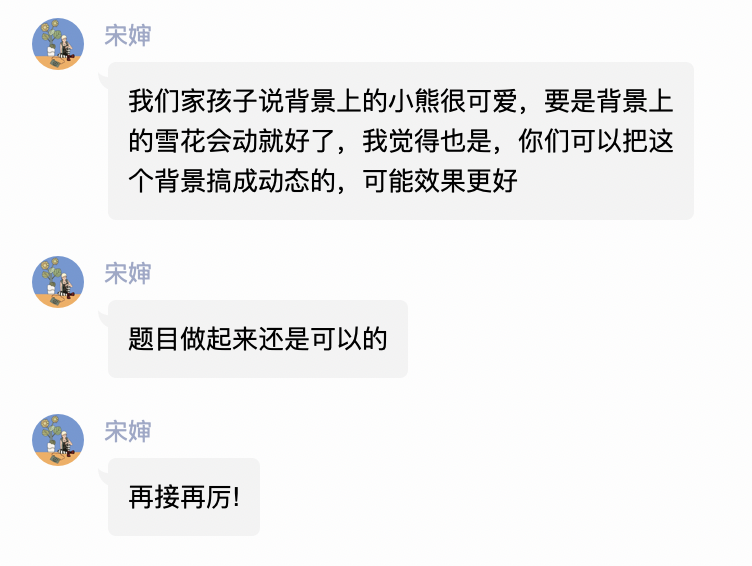 宋婶
我们家孩子说背景上的小熊很可爱，要是背景上
的雪花会动就好了，我觉得也是，你们可以把这
个背景搞成动态的，可能效果更好
宋婶
题目做起来还是可以的
宋婶
再接再厉!